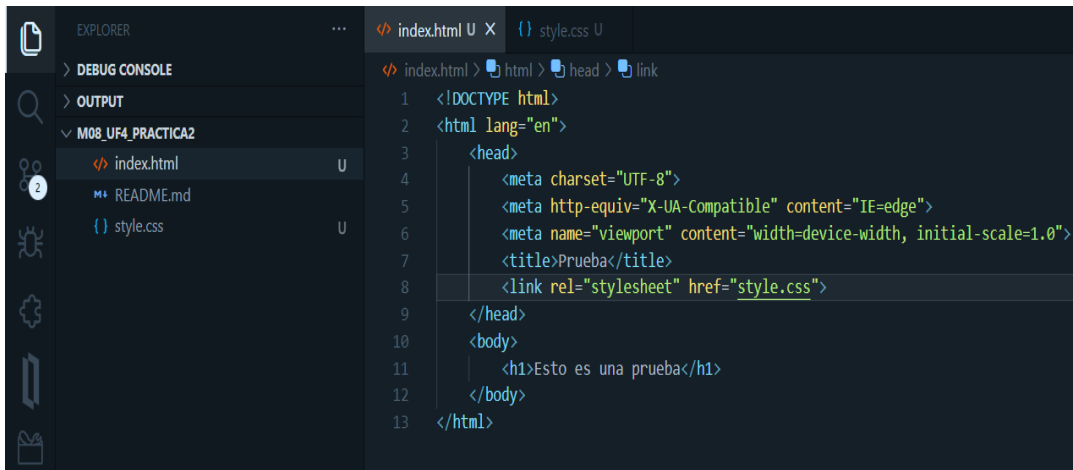 EXPLORER ...
DEBUG CONSOLE
OUTPUT
M08_UF4_PRACTICA2
index.html U
README.md
style.css U
2
index.html U X {} style.css U
index.html > html > head > link
1 <!DOCTYPE html>
2 <html lang="en">
3 <head>
4 <meta charset="UTF-8">
5 <meta http-equiv="X-UA-Compatible" content="IE=edge">
6 <meta name="viewport" content="width=device-width, initial-scale=1.0">
7 <title>Prueba</title>
8 <link rel="stylesheet" href="style.css">
9 </head>
10 <body>
11 <h1>Esto es una prueba</h1>
12 </body>
13 </html>